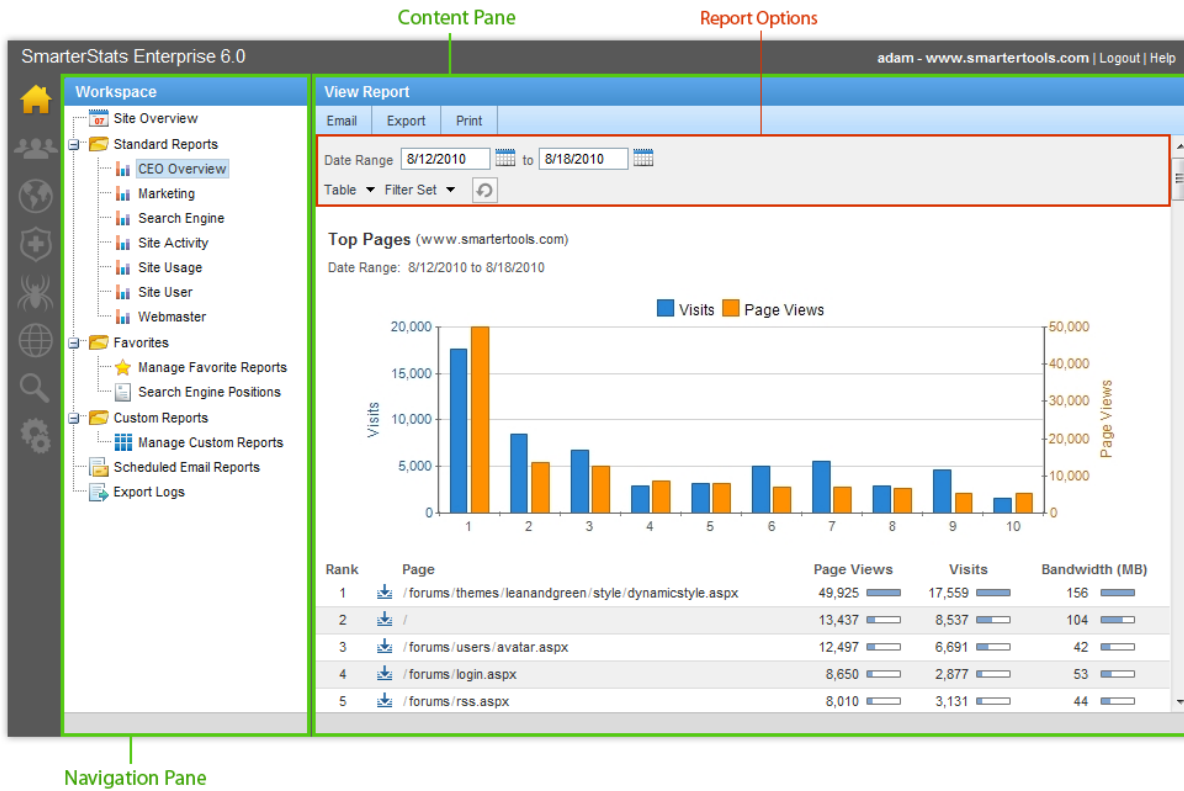 Content Pane
Report Options
SmarterStats Enterprise 6.0
adam - www.smartertools.com | Logout | Help
Workspace
07 Site Overview
Standard Reports
CEO Overview
Marketing
Search Engine
Site Activity
Site Usage
Site User
Webmaster
Favorites
Manage Favorite Reports
Search Engine Positions
Custom Reports
Manage Custom Reports
Scheduled Email Reports
Export Logs
View Report
Email Export Print
Date Range 8/12/2010 to 8/18/2010
Table Filter Set
Top Pages (www.smartertools.com)
Date Range: 8/12/2010 to 8/18/2010
Visits Page Views
20,000
15,000
10,000
5,000
0
Visits
50,000
40,000
30,000
20,000
10,000
0
Page Views
1 2 3 4 5 6 7 8 9 10
Rank Page Page Views Visits Bandwidth (MB)
1 /forums/themes/leanandgreen/style/dynamicstyle.aspx 49,925 17,559 156
2 / 13,437 8,537 104
3 /forums/users/avatar.aspx 12,497 6,691 42
4 /forums/login.aspx 8,650 2,877 53
5 /forums/rss.aspx 8,010 3,131 44
Navigation Pane